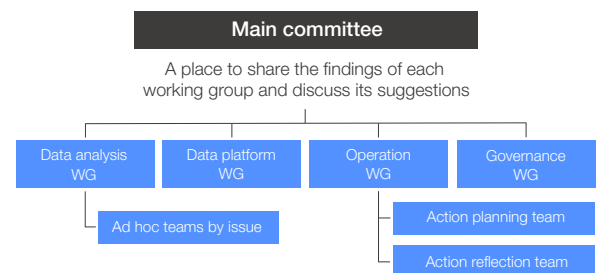 Main committee
A place to share the findings of each
working group and discuss its suggestions
Data analysis
WG
Data platform
WG
Operation
WG
Governance
WG
Ad hoc teams by issue
Action planning team
Action reflection team